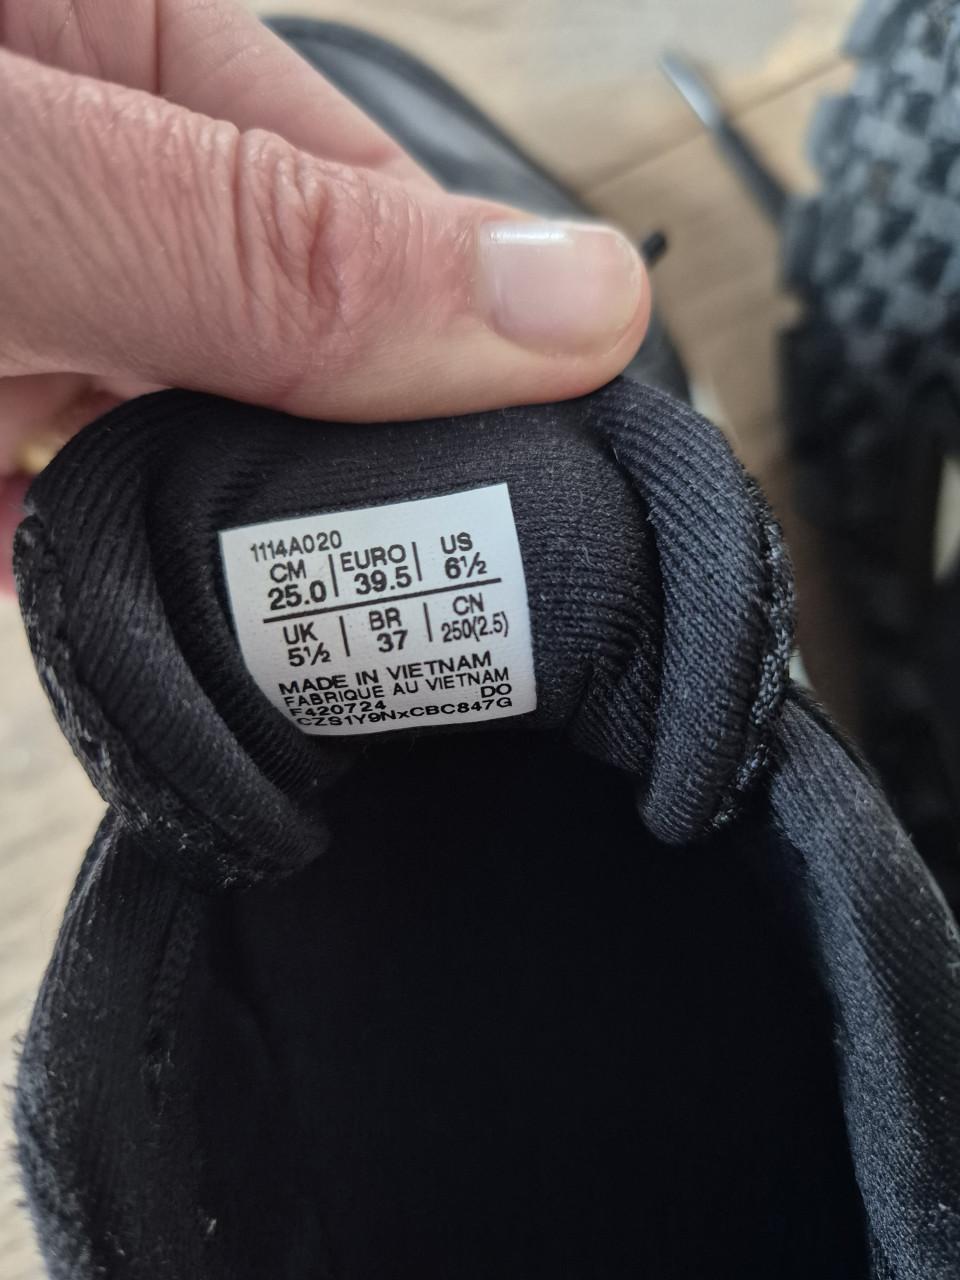 1114A020
CM 25.0 | EURO 39.5 | US 6½
UK 5½ | BR 37 | CN 250(2.5)
MADE IN VIETNAM
FABRIQUE AU VIETNAM
F420724 DO
CZS1Y9NxCBC847G